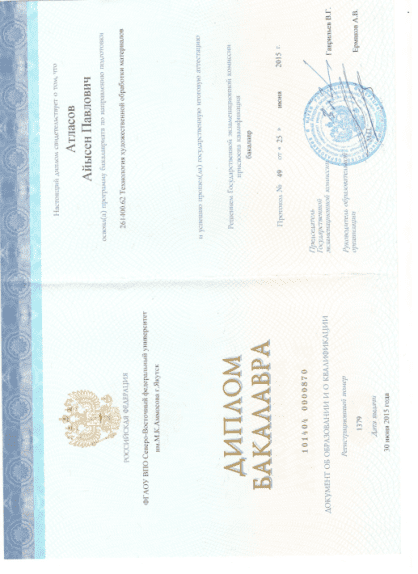 РОССИЙСКАЯ ФЕДЕРАЦИЯ
ФГАОУ ВПО Северо-Восточный федеральный университет
им.М.К.Аммосова г.Якутск
ДИПЛОМ
БАКАЛАВРА
101404 0000870
ДОКУМЕНТ ОБ ОБРАЗОВАНИИ И О КВАЛИФИКАЦИИ
Регистрационный номер
1379
Дата выдачи
30 июня 2015 года
Настоящий диплом свидетельствует о том, что
Атласов
Айыссен Павлович
освоил(а) программу бакалавриата по направлению подготовки
261400.62 Технология художественной обработки материалов
и успешно прошел(ла) государственную итоговую аттестацию
Решением Государственной экзаменационной комиссии
присвоена квалификация
бакалавр
Протокол № 49 от « 25 » июня 2015 г.
Председатель
Государственной
экзаменационной комиссии
Гаврильев В.Г.
Руководитель образовательной
организации
Ермаков А.В.